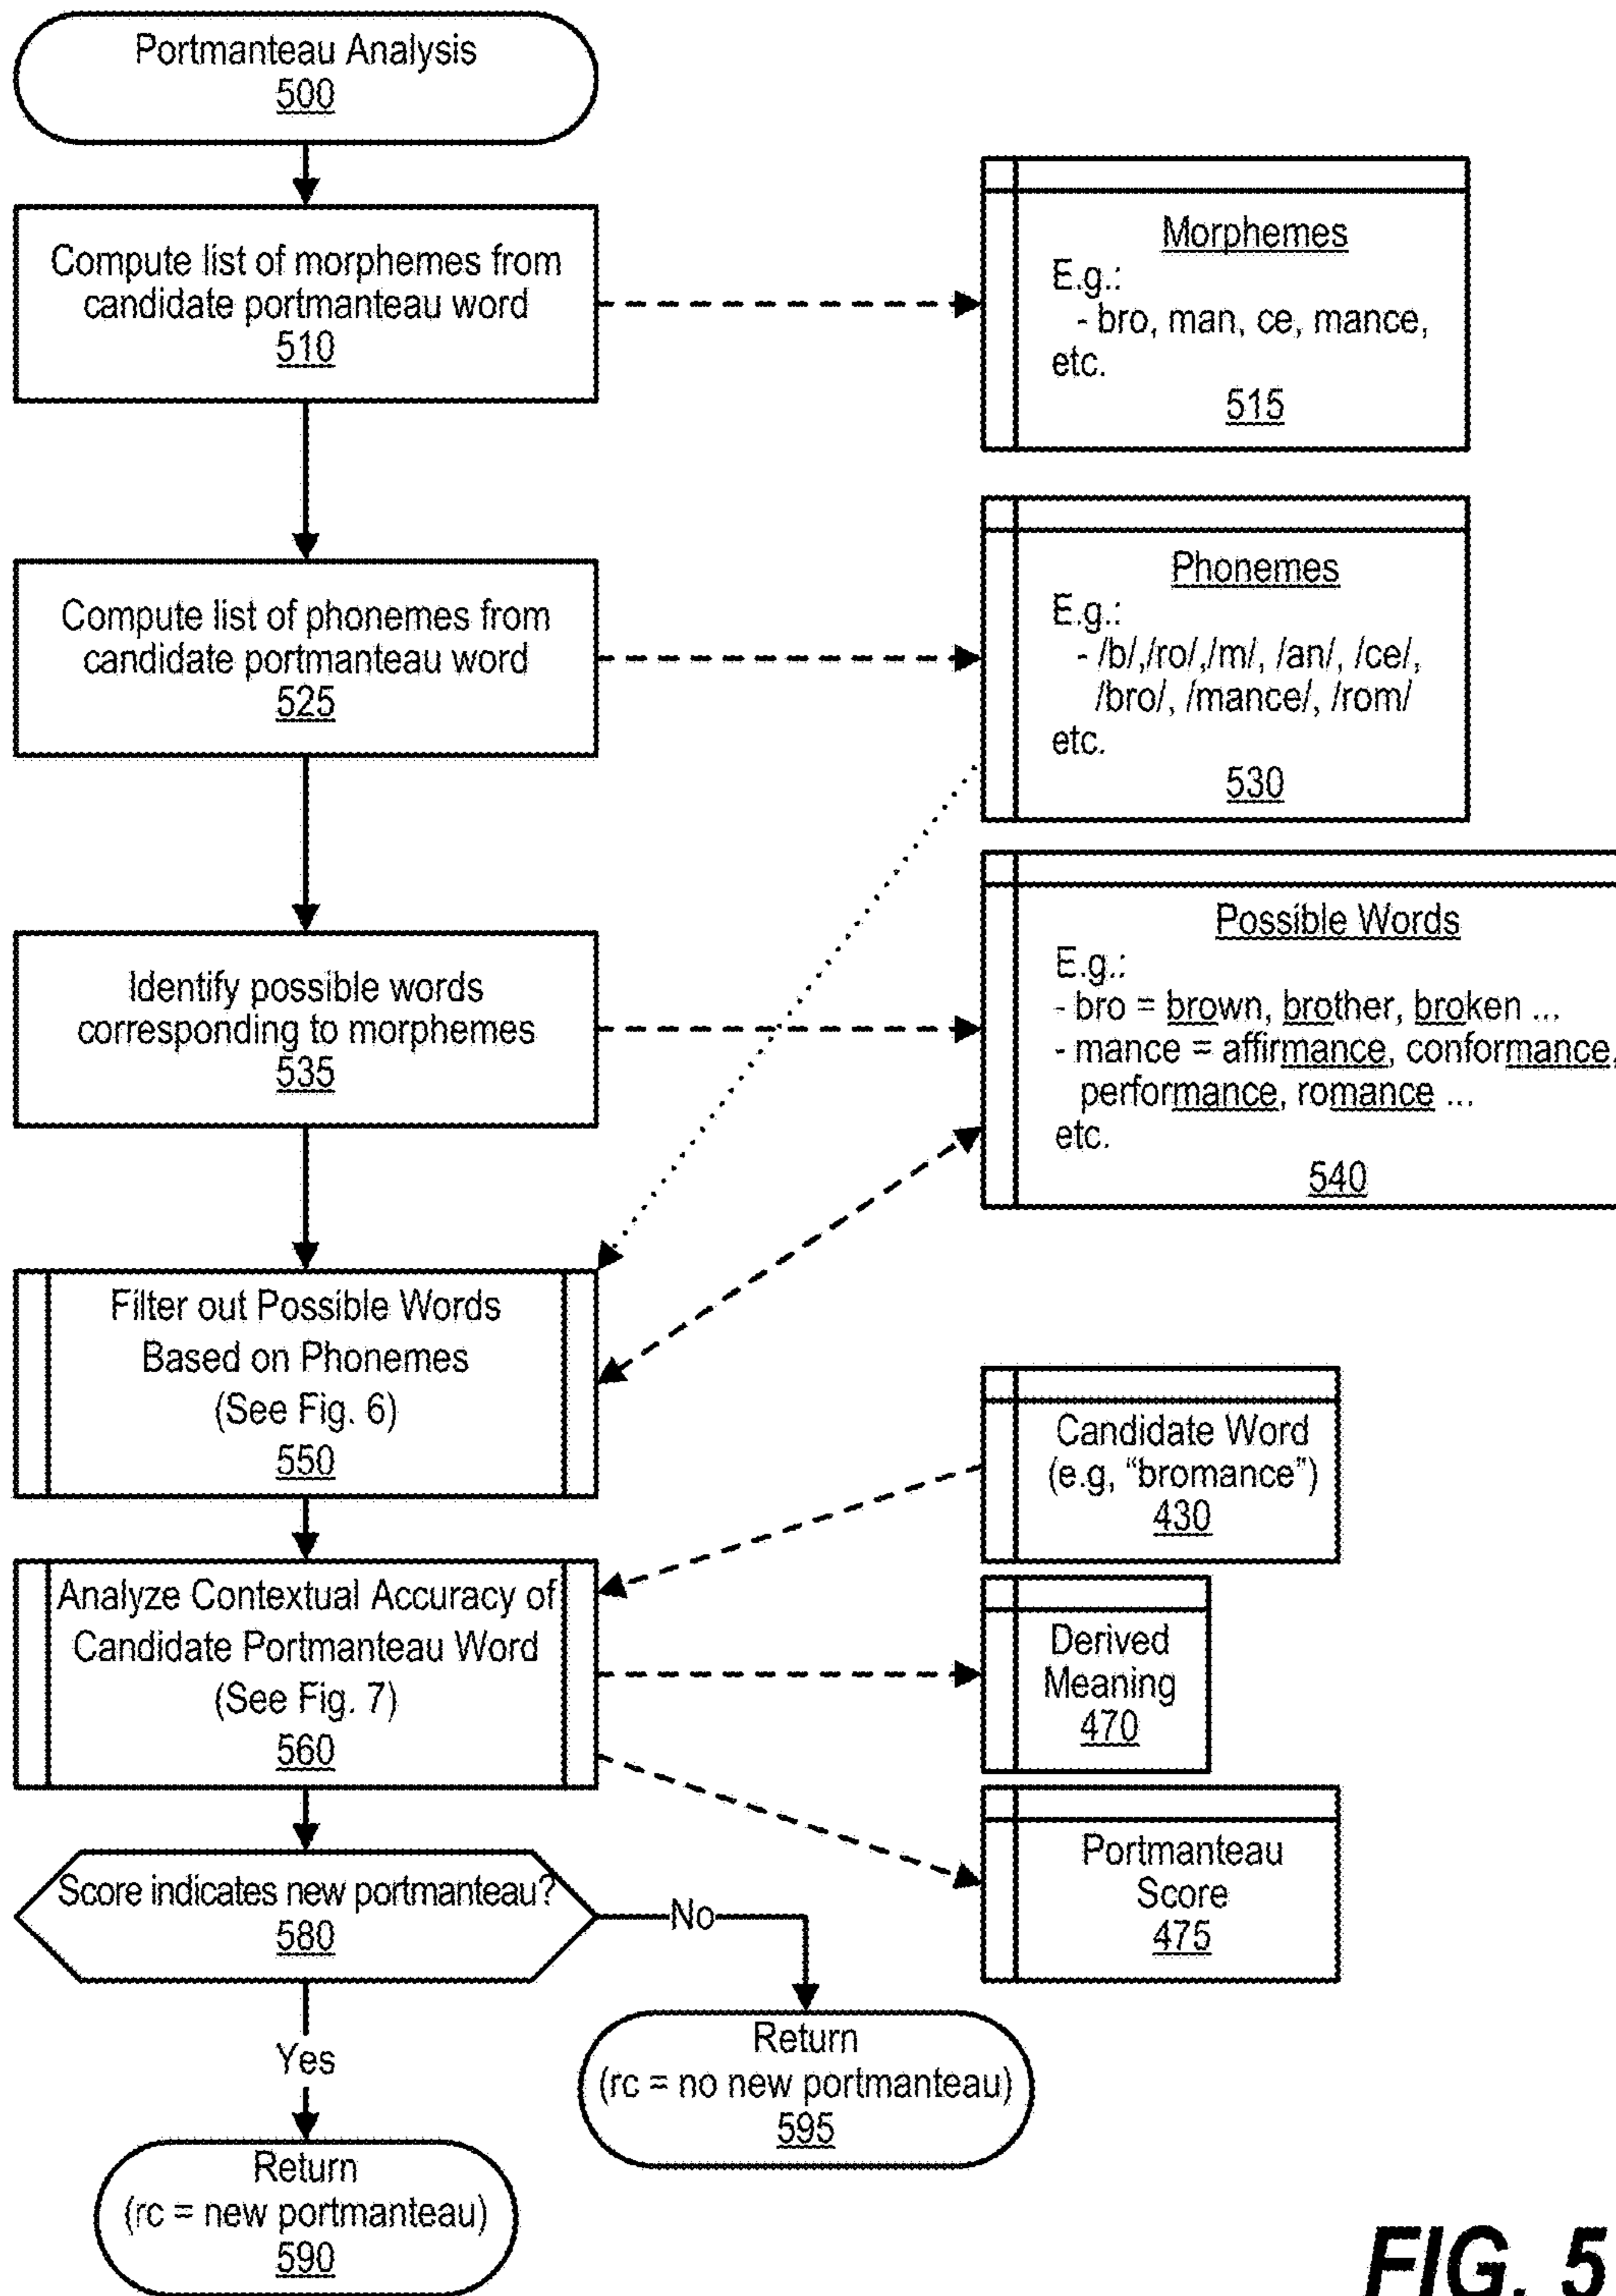 Portmanteau Analysis
500
Compute list of morphemes from
candidate portmanteau word
510
Morphemes
E.g.:
- bro, man, ce, mance,
etc.
515
Compute list of phonemes from
candidate portmanteau word
525
Phonemes
E.g.:
- /b/,/ro/,/m/, /an/, /ce/,
/bro/, /mance/, /rom/
etc.
530
Identify possible words
corresponding to morphemes
535
Possible Words
E.g.:
- bro = brown, brother, broken ...
- mance = affirmance, conformance,
performance, romance ...
etc.
540
Filter out Possible Words
Based on Phonemes
(See Fig. 6)
550
Candidate Word
(e.g, “bromance”)
430
Analyze Contextual Accuracy of
Candidate Portmanteau Word
(See Fig. 7)
560
Derived
Meaning
470
Portmanteau
Score
475
Score indicates new portmanteau?
580
No
Yes
Return
(rc = no new portmanteau)
595
Return
(rc = new portmanteau)
590
FIG. 5